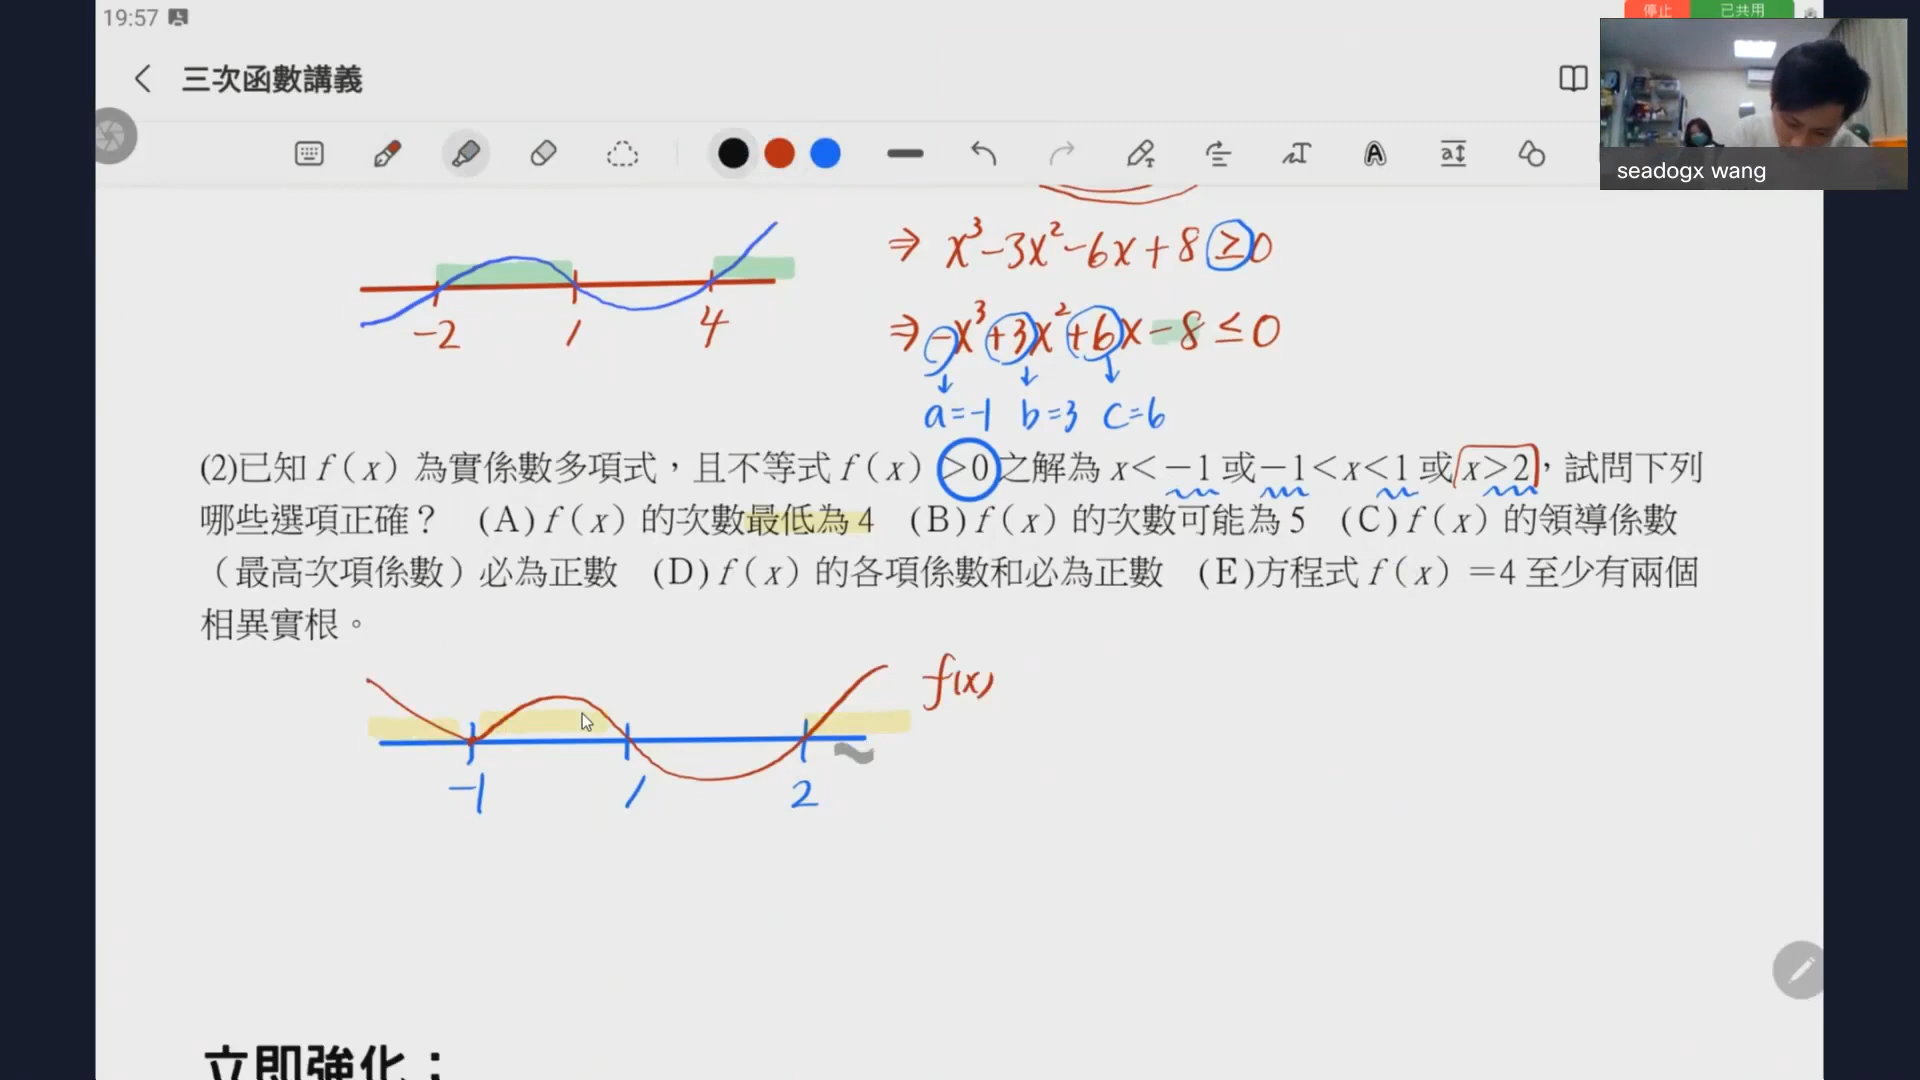 19:57
停止 已共用
三次函數講義
seadogx wang
⇒ x³-3x²-6x+8≥0
-2 1 4
⇒ -x³+3x²+6x-8≤0
a=-1 b=3 c=6
(2)已知 f(x) 為實係數多項式,且不等式 f(x) >0 之解為 x<-1 或-1<x<1 或 x>2,試問下列
哪些選項正確? (A) f(x) 的次數最低為 4 (B) f(x) 的次數可能為 5 (C) f(x) 的領導係數
(最高次項係數)必為正數 (D) f(x) 的各項係數和必為正數 (E)方程式 f(x) =4 至少有兩個
相異實根。
f(x)
-1 1 2
立即強化: